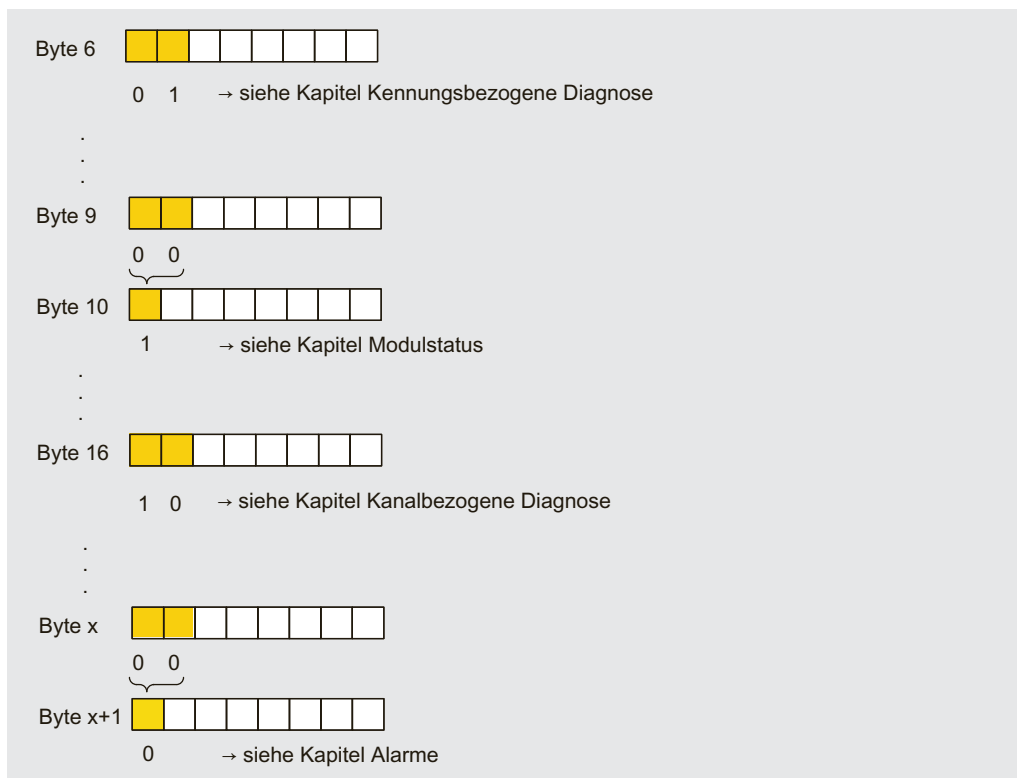 Byte 6
0 1 → siehe Kapitel Kennungsbezogene Diagnose
.
.
.
Byte 9
0 0
Byte 10
1 → siehe Kapitel Modulstatus
.
.
.
Byte 16
1 0 → siehe Kapitel Kanalbezogene Diagnose
.
.
.
Byte x
0 0
Byte x+1
0 → siehe Kapitel Alarme